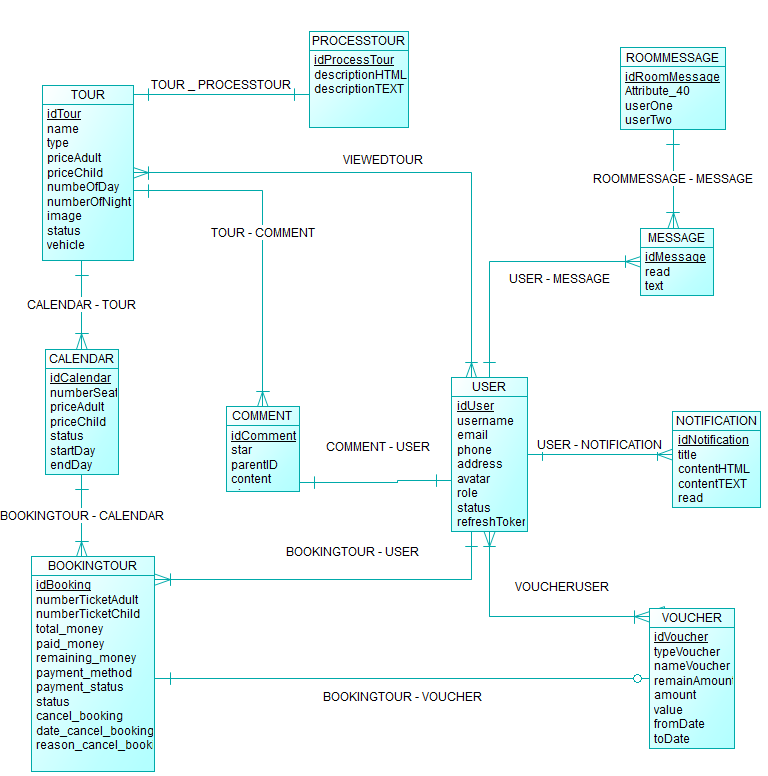 PROCESSTOUR
idProcessTour
descriptionHTML
descriptionTEXT
ROOMMESSAGE
idRoomMessage
Attribute_40
userOne
userTwo
TOUR _ PROCESSTOUR
TOUR
idTour
name
type
priceAdult
priceChild
numbeOfDay
numberOfNight
image
status
vehicle
VIEWEDTOUR
ROOMMESSAGE - MESSAGE
TOUR - COMMENT
MESSAGE
idMessage
read
text
USER - MESSAGE
CALENDAR - TOUR
CALENDAR
idCalendar
numberSeat
priceAdult
priceChild
status
startDay
endDay
COMMENT
idComment
star
parentID
content
USER
idUser
username
email
phone
address
avatar
role
status
refreshToken
COMMENT - USER
USER - NOTIFICATION
NOTIFICATION
idNotification
title
contentHTML
contentTEXT
read
BOOKINGTOUR - CALENDAR
BOOKINGTOUR - USER
BOOKINGTOUR
idBooking
numberTicketAdult
numberTicketChild
total_money
paid_money
remaining_money
payment_method
payment_status
status
cancel_booking
date_cancel_booking
reason_cancel_booki
VOUCHERUSER
VOUCHER
idVoucher
typeVoucher
nameVoucher
remainAmount
amount
value
fromDate
toDate
BOOKINGTOUR - VOUCHER